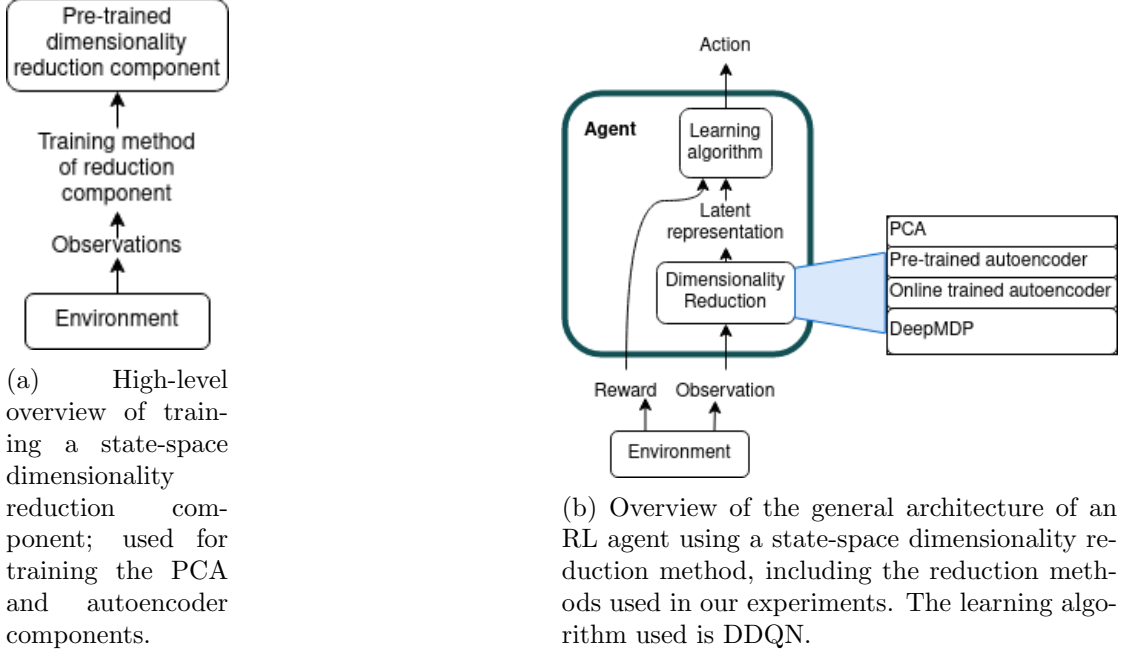 Pre-trained
dimensionality
reduction component
Training method
of reduction
component
Observations
Environment
(a) High-level
overview of train-
ing a state-space
dimensionality
reduction com-
ponent; used for
training the PCA
and autoencoder
components.
Action
Agent
Learning
algorithm
Latent
representation
Dimensionality
Reduction
PCA
Pre-trained autoencoder
Online trained autoencoder
DeepMDP
Reward
Observation
Environment
(b) Overview of the general architecture of an
RL agent using a state-space dimensionality re-
duction method, including the reduction meth-
ods used in our experiments. The learning algo-
rithm used is DDQN.